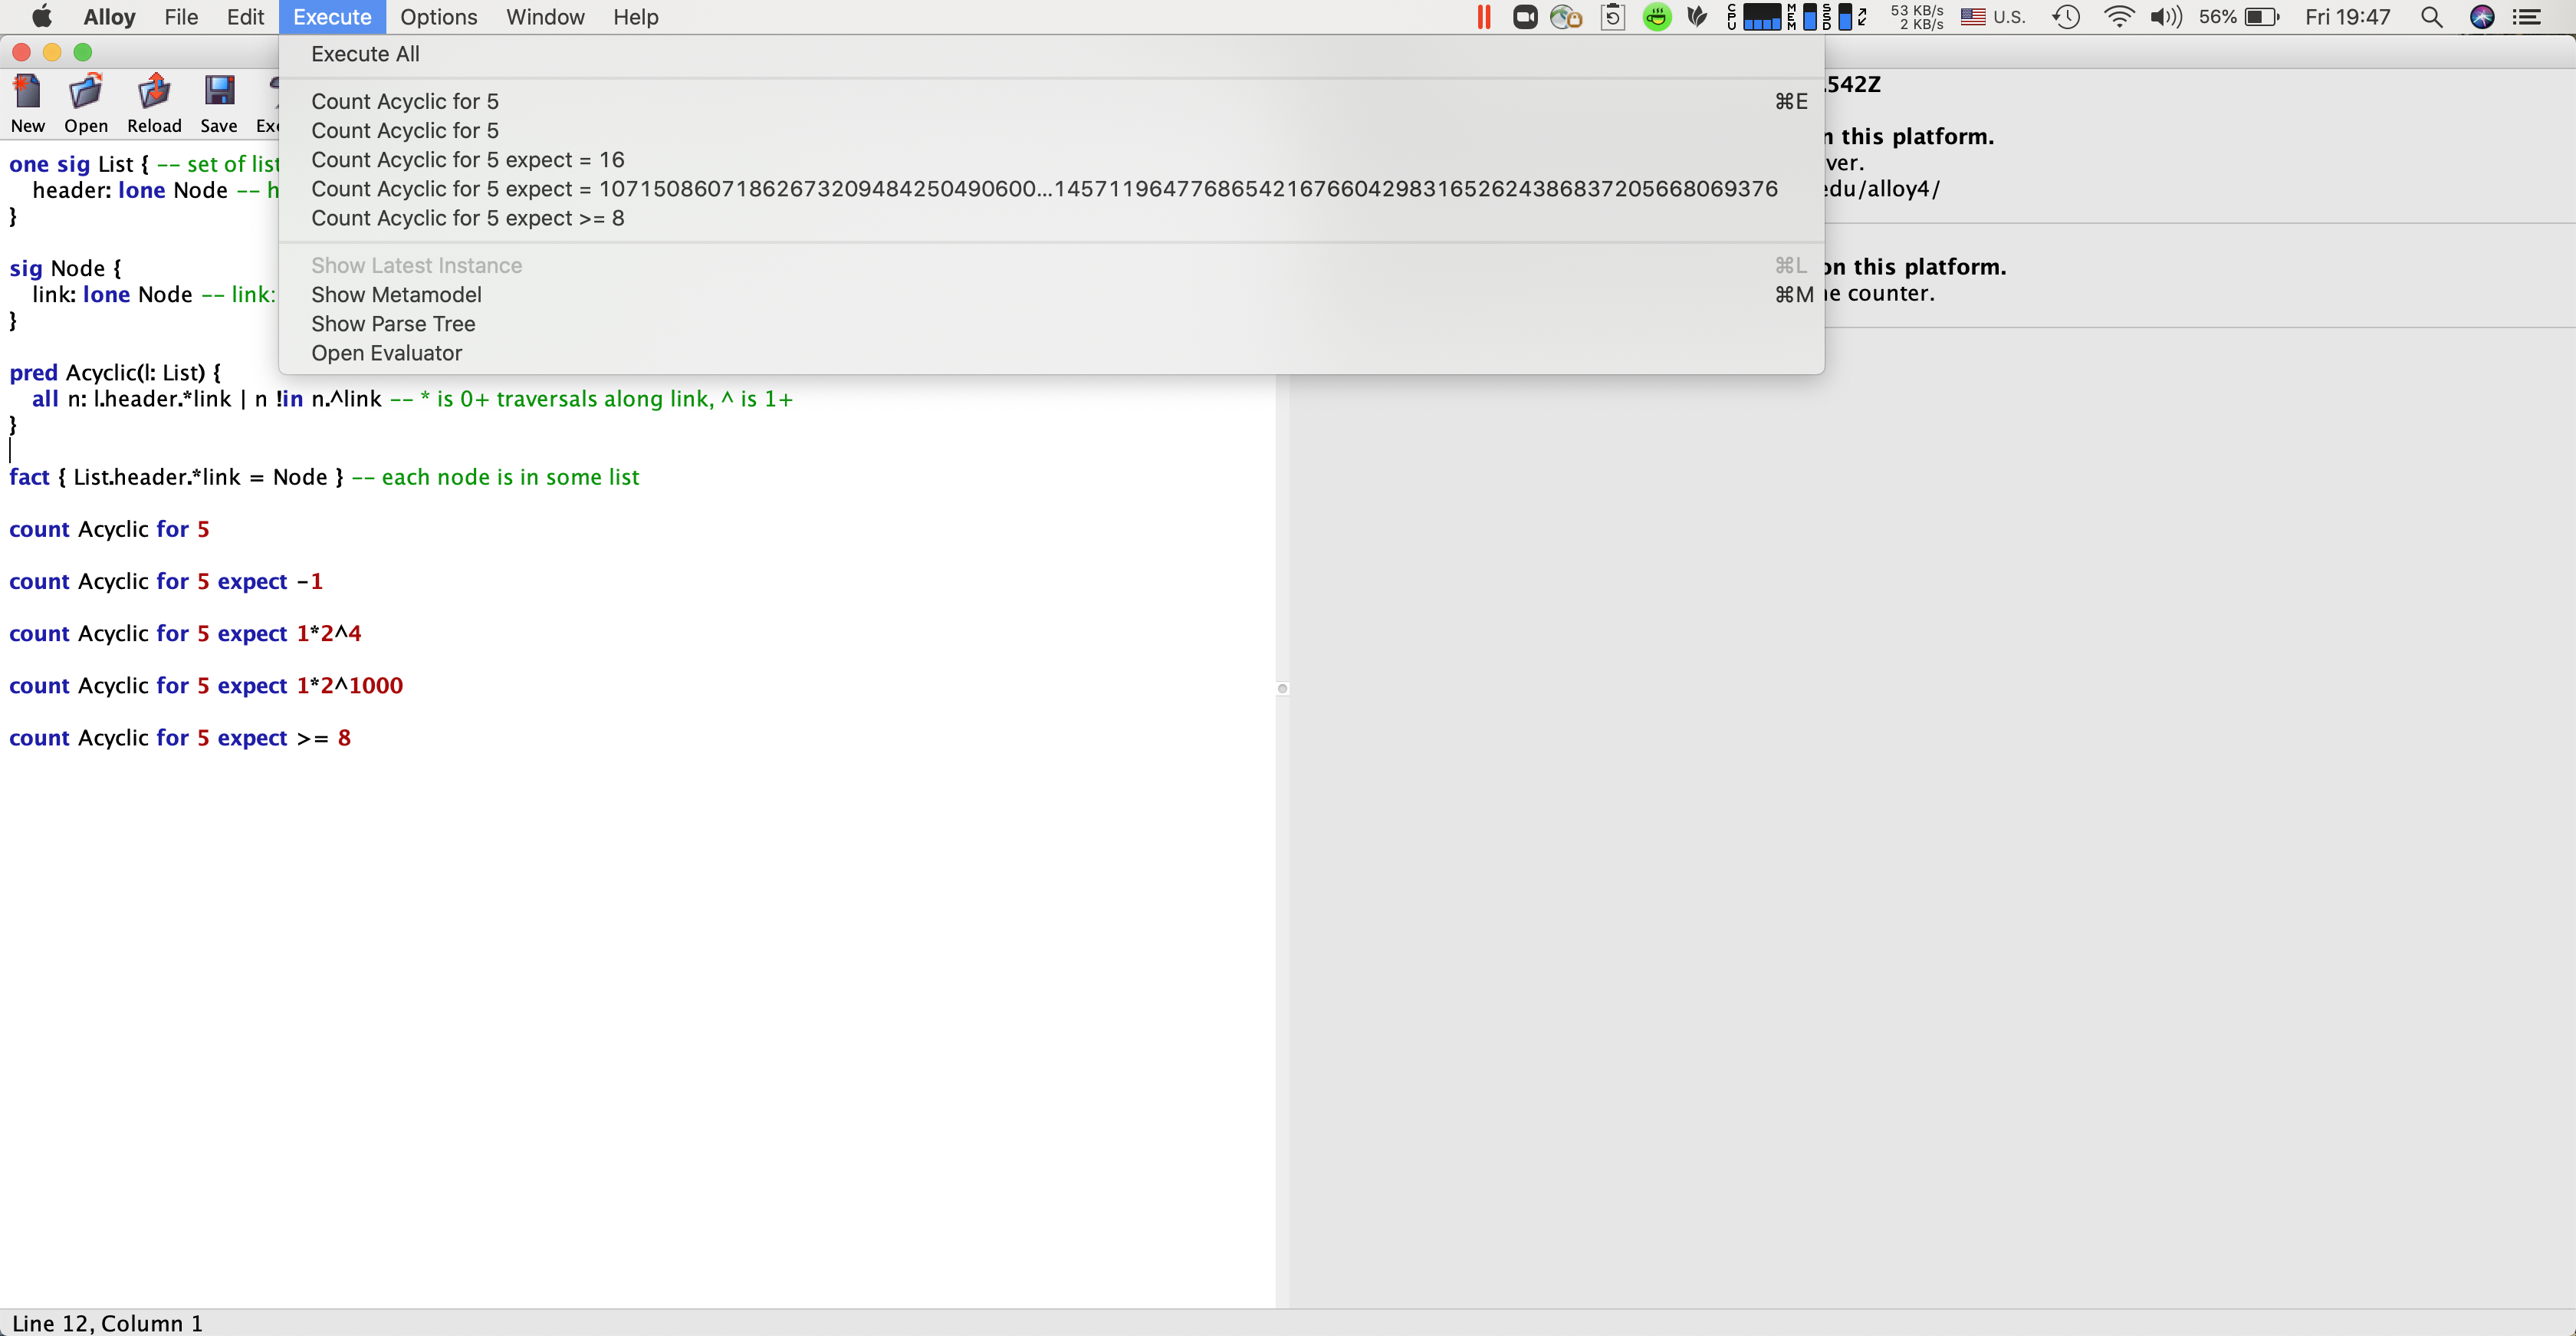 Alloy File Edit Execute Options Window Help
CPU MEM SSD 53 KB/s 2 KB/s U.S. 56% Fri 19:47
Execute All
Count Acyclic for 5 ⌘E
Count Acyclic for 5
Count Acyclic for 5 expect = 16
Count Acyclic for 5 expect = 107150860718626732094842504906000...14571196477686542167660429831652624386837205668069376
Count Acyclic for 5 expect >= 8
Show Latest Instance ⌘L
Show Metamodel ⌘M
Show Parse Tree
Open Evaluator
New Open Reload Save Exe
one sig List { -- set of list
header: lone Node -- h
}
sig Node {
link: lone Node -- link:
}
pred Acyclic(l: List) {
all n: l.header.*link | n !in n.^link -- * is 0+ traversals along link, ^ is 1+
}
fact { List.header.*link = Node } -- each node is in some list
count Acyclic for 5
count Acyclic for 5 expect -1
count Acyclic for 5 expect 1*2^4
count Acyclic for 5 expect 1*2^1000
count Acyclic for 5 expect >= 8
.542Z
n this platform.
ver.
edu/alloy4/
on this platform.
he counter.
Line 12, Column 1